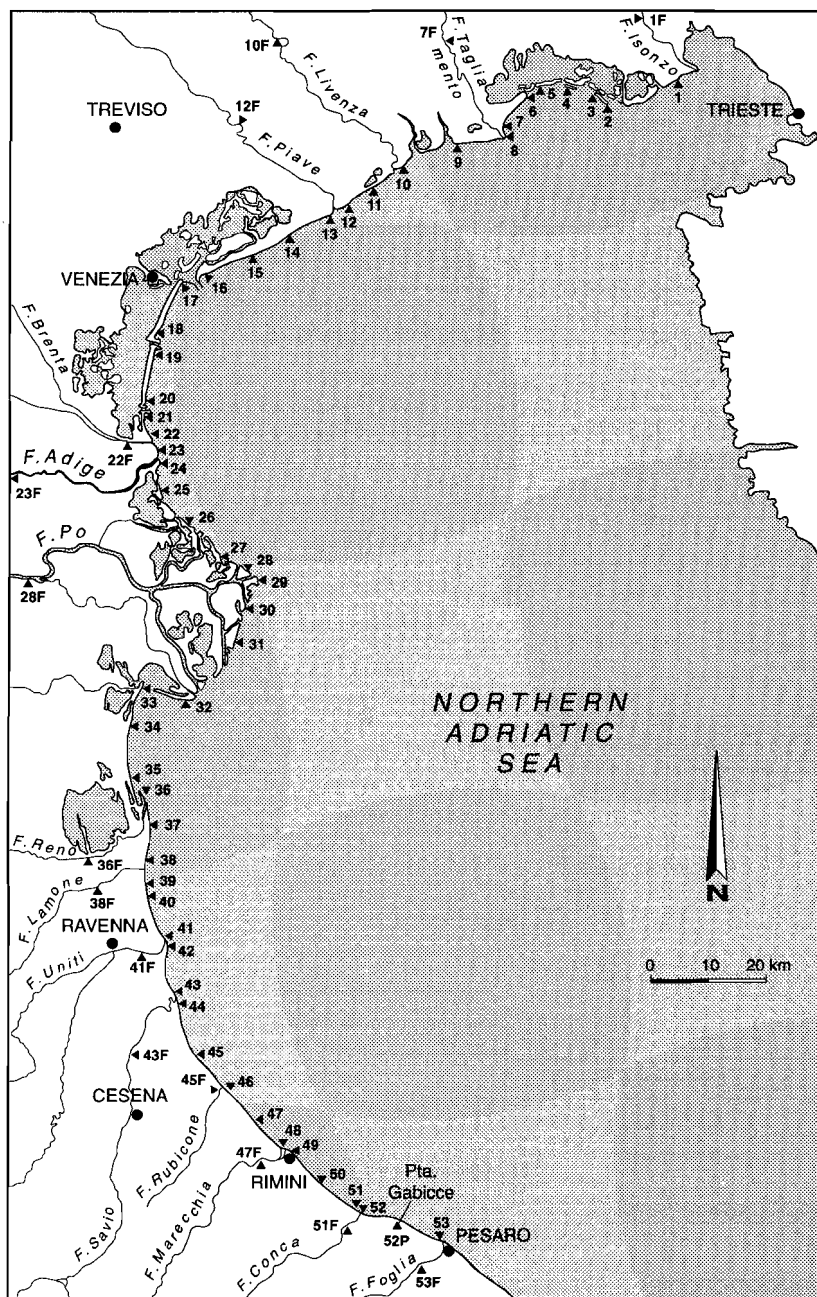 1F
7F
10F
F. Isonzo
F. Taglia
mento
F. Livenza
TREVISO
12F
F. Piave
TRIESTE
1
2
3
4
5
6
7
8
9
10
11
12
13
14
15
16
17
VENEZIA
18
19
F. Brenta
20
21
22
22F
23
F. Adige
24
23F
25
26
F. Po
27
28
29
28F
30
31
32
33
34
NORTHERN
ADRIATIC
SEA
35
36
37
F. Reno
36F
38
39
40
F. Lamone
38F
RAVENNA
41
42
F. Uniti
41F
N
0 10 20 km
43
44
43F
45
45F
46
CESENA
47
48
49
F. Rubicone
47F
RIMINI
50
Pta.
Gabicce
51
52
F. Savio
F. Marecchia
51F
52P
53
PESARO
F. Conca
F. Foglia
53F